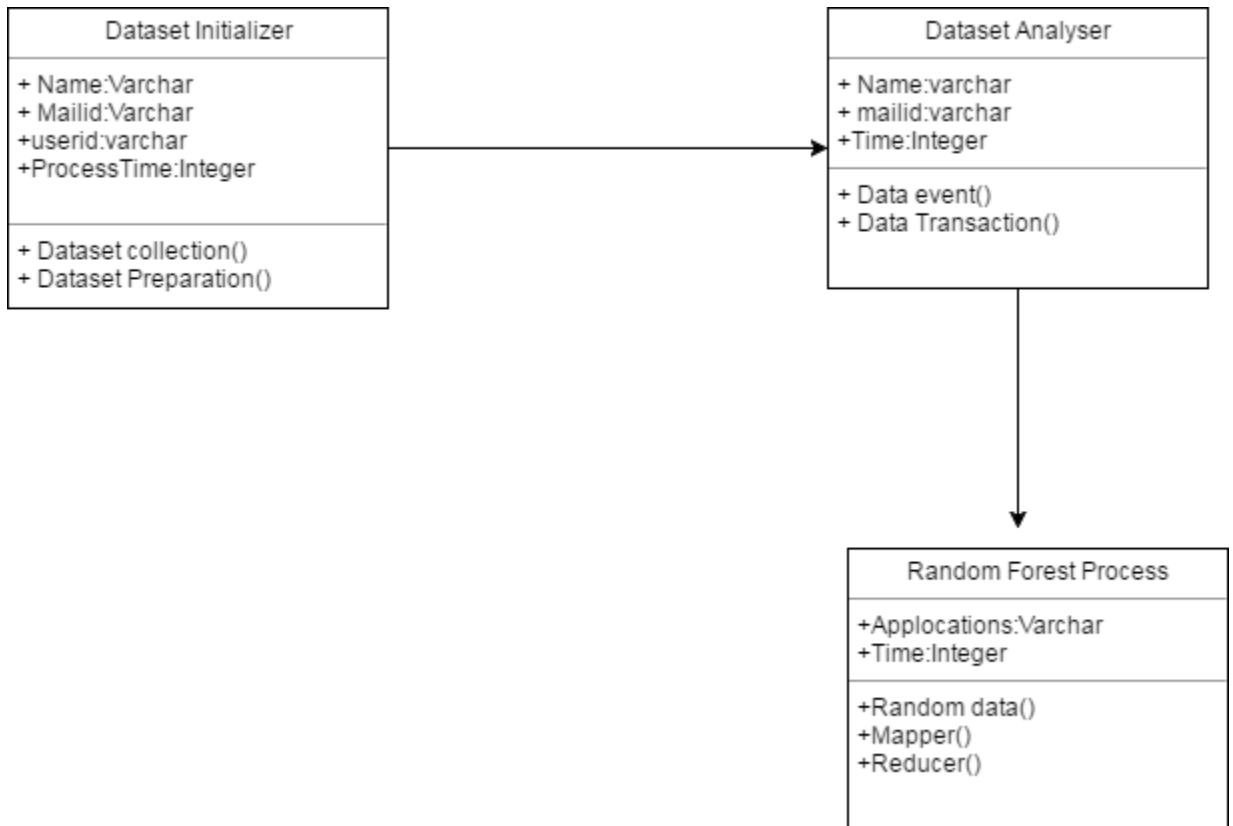 Dataset Initializer
+ Name:Varchar
+ Mailid:Varchar
+userid:varchar
+ProcessTime:Integer
+ Dataset collection()
+ Dataset Preparation()
Dataset Analyser
+ Name:varchar
+ mailid:varchar
+Time:Integer
+ Data event()
+ Data Transaction()
Random Forest Process
+Applocations:Varchar
+Time:Integer
+Random data()
+Mapper()
+Reducer()